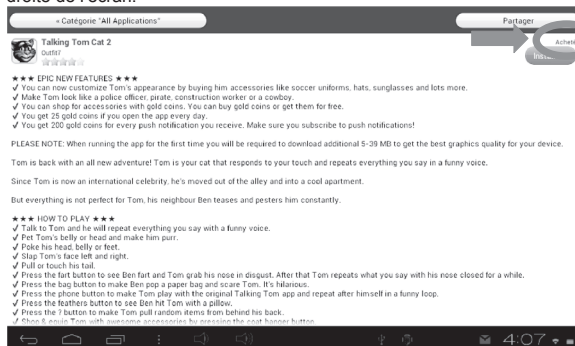 « Catégorie "All Applications"
Partager
Talking Tom Cat 2
Outfit7
Acheté
★★★ EPIC NEW FEATURES ★★★
√ You can now customize Tom's appearance by buying him accessories like soccer uniforms, hats, sunglasses and lots more.
√ Make Tom look like a police officer, pirate, construction worker or a cowboy.
√ You can shop for accessories with gold coins. You can buy gold coins or get them for free.
√ You get 25 gold coins if you open the app every day.
√ You get 200 gold coins for every push notification you receive. Make sure you subscribe to push notifications!
PLEASE NOTE: When running the app for the first time you will be required to download additional 5-39 MB to get the best graphics quality for your device.
Tom is back with an all new adventure! Tom is your cat that responds to your touch and repeats everything you say in a funny voice.
Since Tom is now an international celebrity, he's moved out of the alley and into a cool apartment.
But everything is not perfect for Tom, his neighbour Ben teases and pesters him constantly.
★★★ HOW TO PLAY ★★★
√ Talk to Tom and he will repeat everything you say with a funny voice.
√ Pet Tom's belly or head and make him purr.
√ Poke his head, belly or feet.
√ Slap Tom's face left and right.
√ Pull or touch his tail.
√ Press the fart button to see Ben fart and Tom grab his nose in disgust. After that Tom repeats what you say with his nose closed for a while.
√ Press the bag button to make Ben pop a paper bag and scare Tom. It's hilarious.
√ Press the phone button to make Tom play with the original Talking Tom app and repeat after himself in a funny loop.
√ Press the feathers button to see Ben hit Tom with a pillow.
√ Press the ? button to make Tom pull random items from behind his back.
√ Shop & equip Tom with awesome accessories by pressing the coat hanger button
4:07